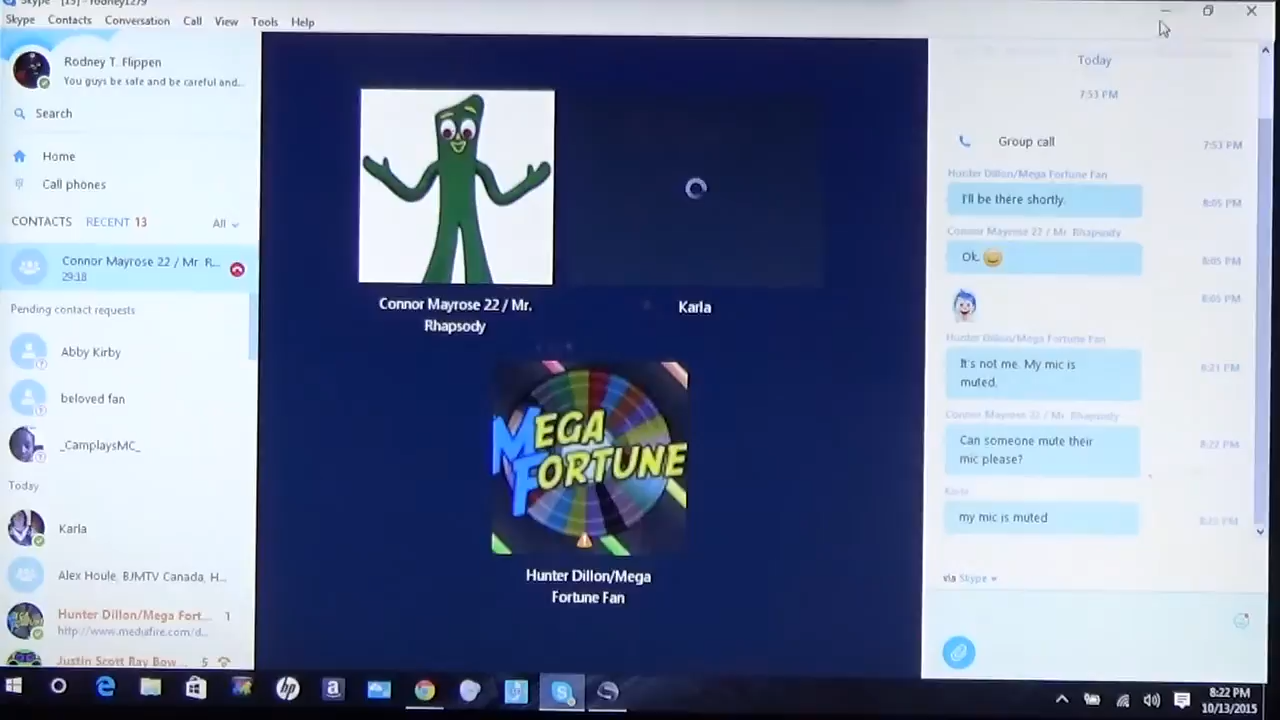 Skype [13] - rodney1279
Skype Contacts Conversation Call View Tools Help
Rodney T. Flippen
You guys be safe and be careful and...
Search
Home
Call phones
CONTACTS RECENT 13 All
Connor Mayrose 22 / Mr. R...
29:18
Pending contact requests
Abby Kirby
beloved fan
_CamplaysMC_
Today
Karla
Alex Houle, BJMTV Canada, H...
Hunter Dillon/Mega Fort... 1
http://www.mediafire.com/d...
Justin Scott Ray Bow... 5
Connor Mayrose 22 / Mr.
Rhapsody
Karla
MEGA
FORTUNE
Hunter Dillon/Mega
Fortune Fan
Today
7:53 PM
Group call 7:53 PM
Hunter Dillon/Mega Fortune Fan
I'll be there shortly. 8:05 PM
Connor Mayrose 22 / Mr. Rhapsody
Ok. 8:05 PM
8:05 PM
Hunter Dillon/Mega Fortune Fan
It's not me. My mic is
muted. 8:21 PM
Connor Mayrose 22 / Mr. Rhapsody
Can someone mute their
mic please? 8:22 PM
Karla
my mic is muted
via Skype
hp
a
8:22 PM
10/13/2015